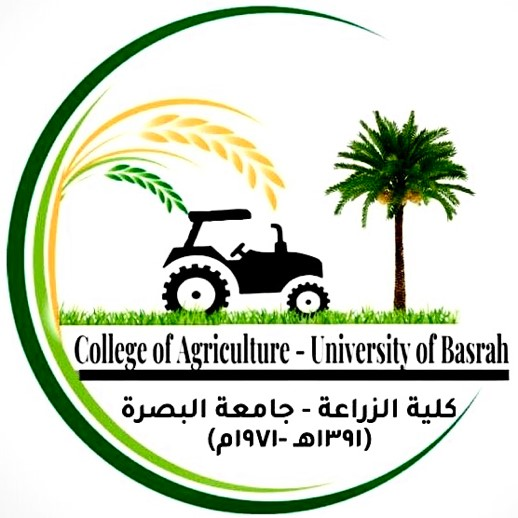 College of Agriculture - University of Basrah
كلية الزراعة - جامعة البصرة
(١٣٩١هـ -١٩٧١م)